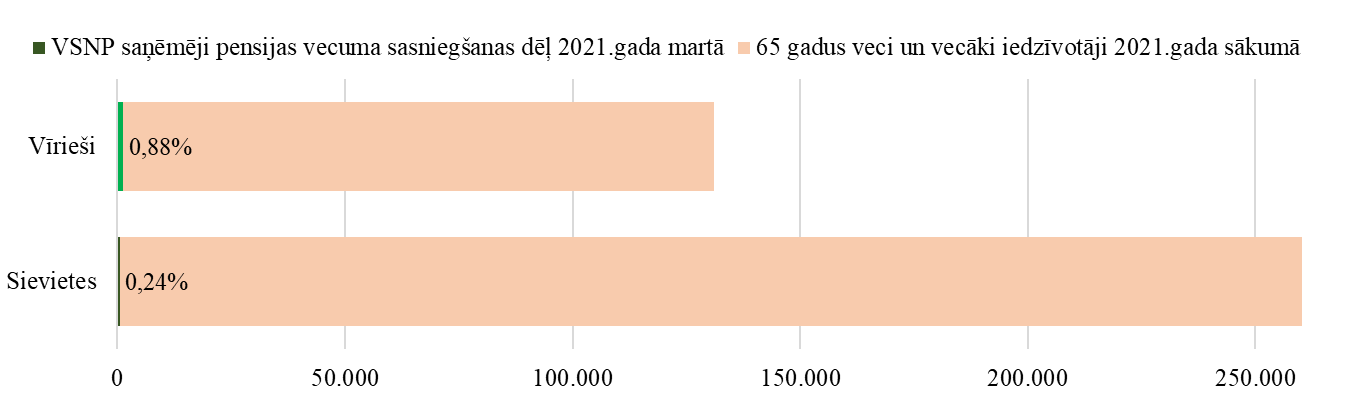 VSNP saņēmēji pensijas vecuma sasniegšanas dēļ 2021.gada martā 65 gadus veci un vecāki iedzīvotāji 2021.gada sākumā
Vīrieši 0,88%
Sievietes 0,24%
0 50.000 100.000 150.000 200.000 250.000